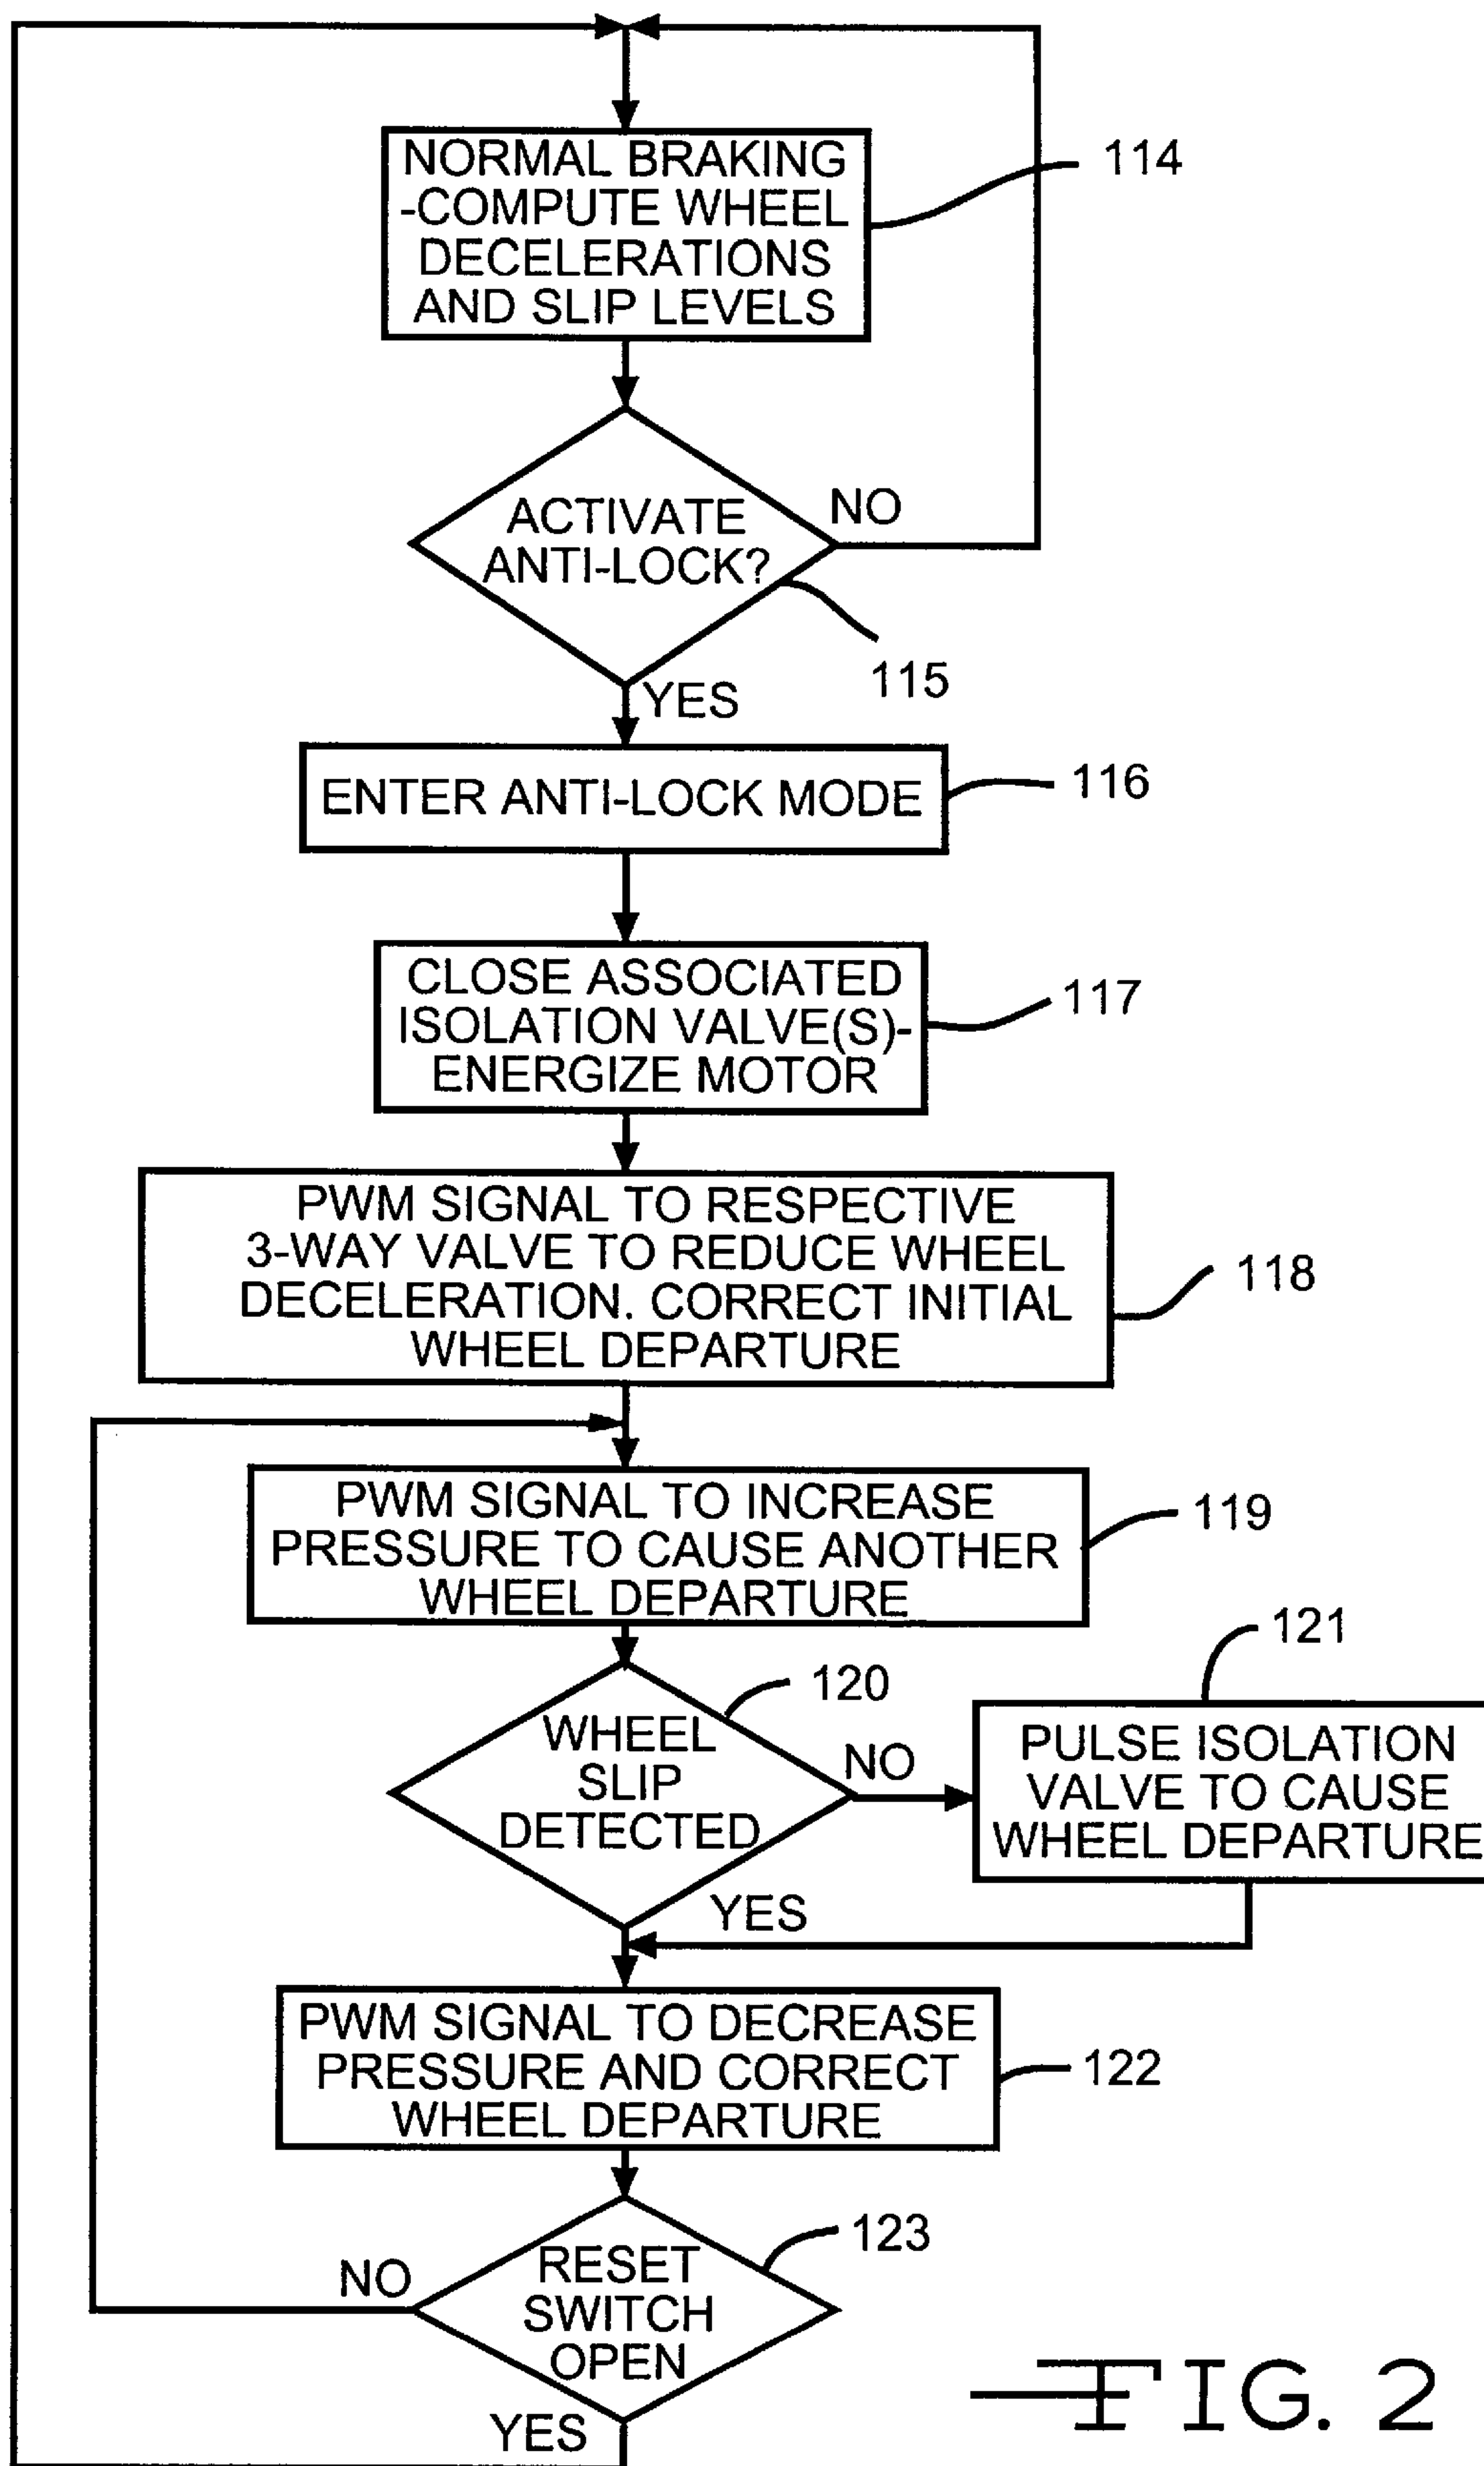 NORMAL BRAKING
-COMPUTE WHEEL
DECELERATIONS
AND SLIP LEVELS
114
ACTIVATE
ANTI-LOCK?
NO
115
YES
ENTER ANTI-LOCK MODE
116
CLOSE ASSOCIATED
ISOLATION VALVE(S)-
ENERGIZE MOTOR
117
PWM SIGNAL TO RESPECTIVE
3-WAY VALVE TO REDUCE WHEEL
DECELERATION. CORRECT INITIAL
WHEEL DEPARTURE
118
PWM SIGNAL TO INCREASE
PRESSURE TO CAUSE ANOTHER
WHEEL DEPARTURE
119
WHEEL
SLIP
DETECTED
120
NO
YES
121
PULSE ISOLATION
VALVE TO CAUSE
WHEEL DEPARTURE
PWM SIGNAL TO DECREASE
PRESSURE AND CORRECT
WHEEL DEPARTURE
122
RESET
SWITCH
OPEN
123
NO
YES
FIG. 2